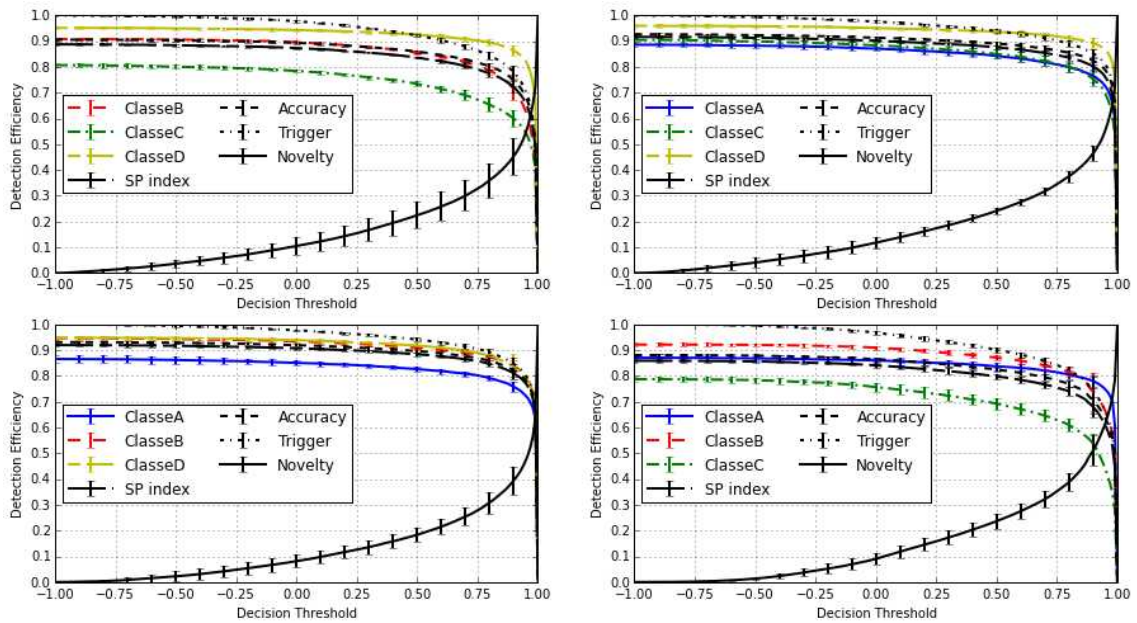 1.0
0.9
0.8
0.7
0.6
0.5
0.4
0.3
0.2
0.1
0.0
Detection Efficiency
ClasseB
ClasseC
ClasseD
SP index
Accuracy
Trigger
Novelty
−1.00 −0.75 −0.50 −0.25 0.00 0.25 0.50 0.75 1.00
Decision Threshold
1.0
0.9
0.8
0.7
0.6
0.5
0.4
0.3
0.2
0.1
0.0
Detection Efficiency
ClasseA
ClasseC
ClasseD
SP index
Accuracy
Trigger
Novelty
−1.00 −0.75 −0.50 −0.25 0.00 0.25 0.50 0.75 1.00
Decision Threshold
1.0
0.9
0.8
0.7
0.6
0.5
0.4
0.3
0.2
0.1
0.0
Detection Efficiency
ClasseA
ClasseB
ClasseD
SP index
Accuracy
Trigger
Novelty
−1.00 −0.75 −0.50 −0.25 0.00 0.25 0.50 0.75 1.00
Decision Threshold
1.0
0.9
0.8
0.7
0.6
0.5
0.4
0.3
0.2
0.1
0.0
Detection Efficiency
ClasseA
ClasseB
ClasseC
SP index
Accuracy
Trigger
Novelty
−1.00 −0.75 −0.50 −0.25 0.00 0.25 0.50 0.75 1.00
Decision Threshold